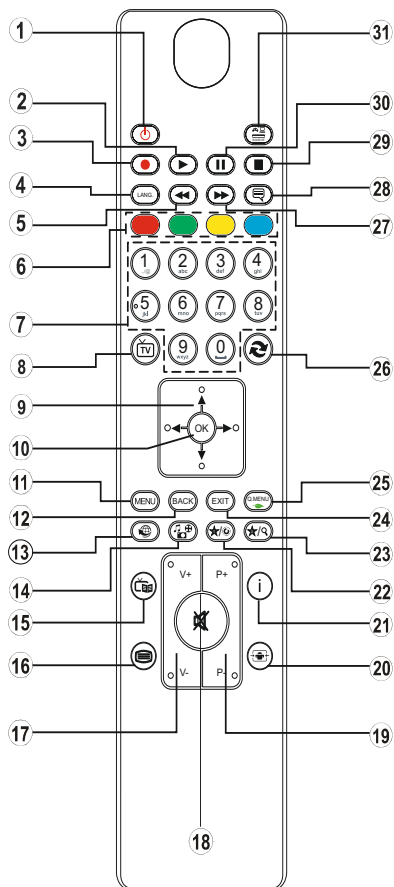 1
31
2
30
3
29
4
LANG.
28
5
27
6
1
.,/@
2
abc
3
def
4
ghi
7
5
jkl
6
mno
7
pqrs
8
tuv
8
TV
9
wxyz
0
26
9
10
OK
11
MENU
BACK
EXIT
Q.MENU
25
12
24
13
23
14
22
V+
P+
15
i
21
16
20
V-
P-
17
19
18